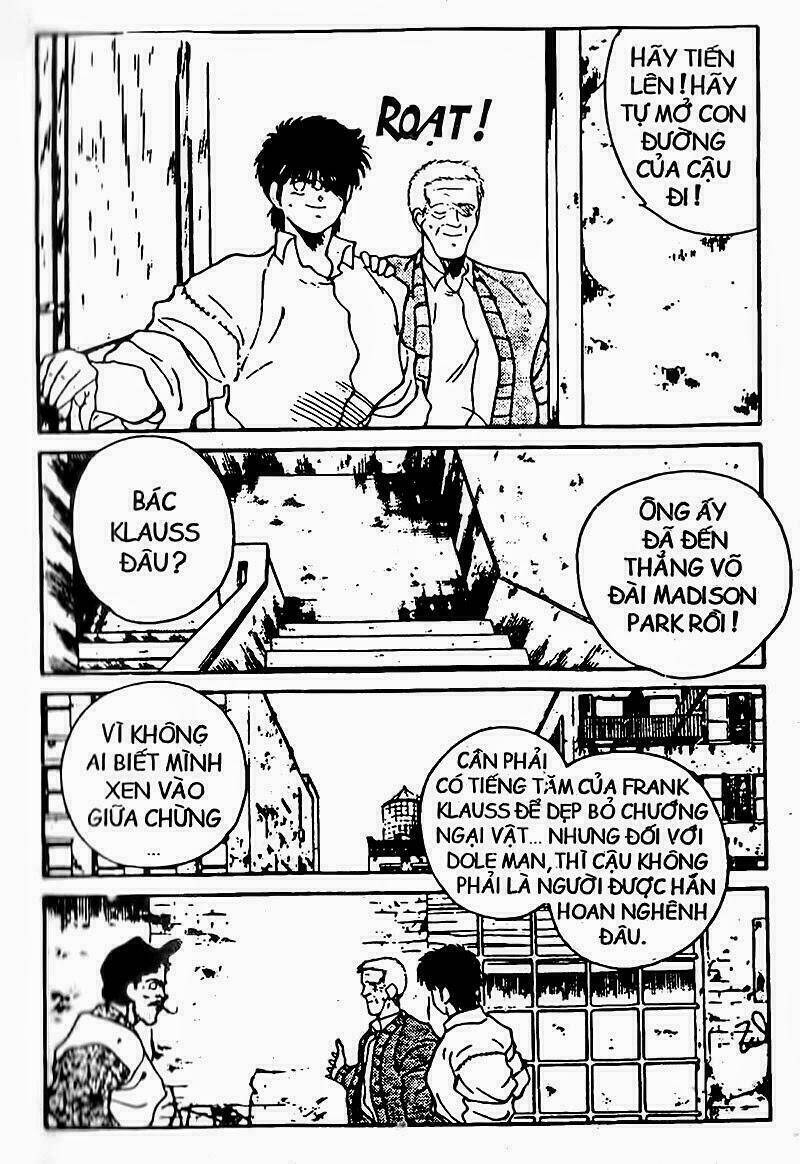 HÃY TIẾN
LÊN! HÃY
TỰ MỞ CON
ĐƯỜNG
CỦA CẬU
ĐI!
ROẠT!
BÁC
KLAUSS
ĐÂU?
ÔNG ẤY
ĐÃ ĐẾN
THẲNG VÕ
ĐÀI MADISON
PARK RỒI!
VÌ KHÔNG
AI BIẾT MÌNH
XEN VÀO
GIỮA CHỪNG
...
CẦN PHẢI
CÓ TIẾNG TĂM CỦA FRANK
KLAUSS ĐỂ DẸP BỎ CHƯỚNG
NGẠI VẬT... NHƯNG ĐỐI VỚI
DOLE MAN, THÌ CẬU KHÔNG
PHẢI LÀ NGƯỜI ĐƯỢC HẮN
HOAN NGHÊNH
ĐÂU.